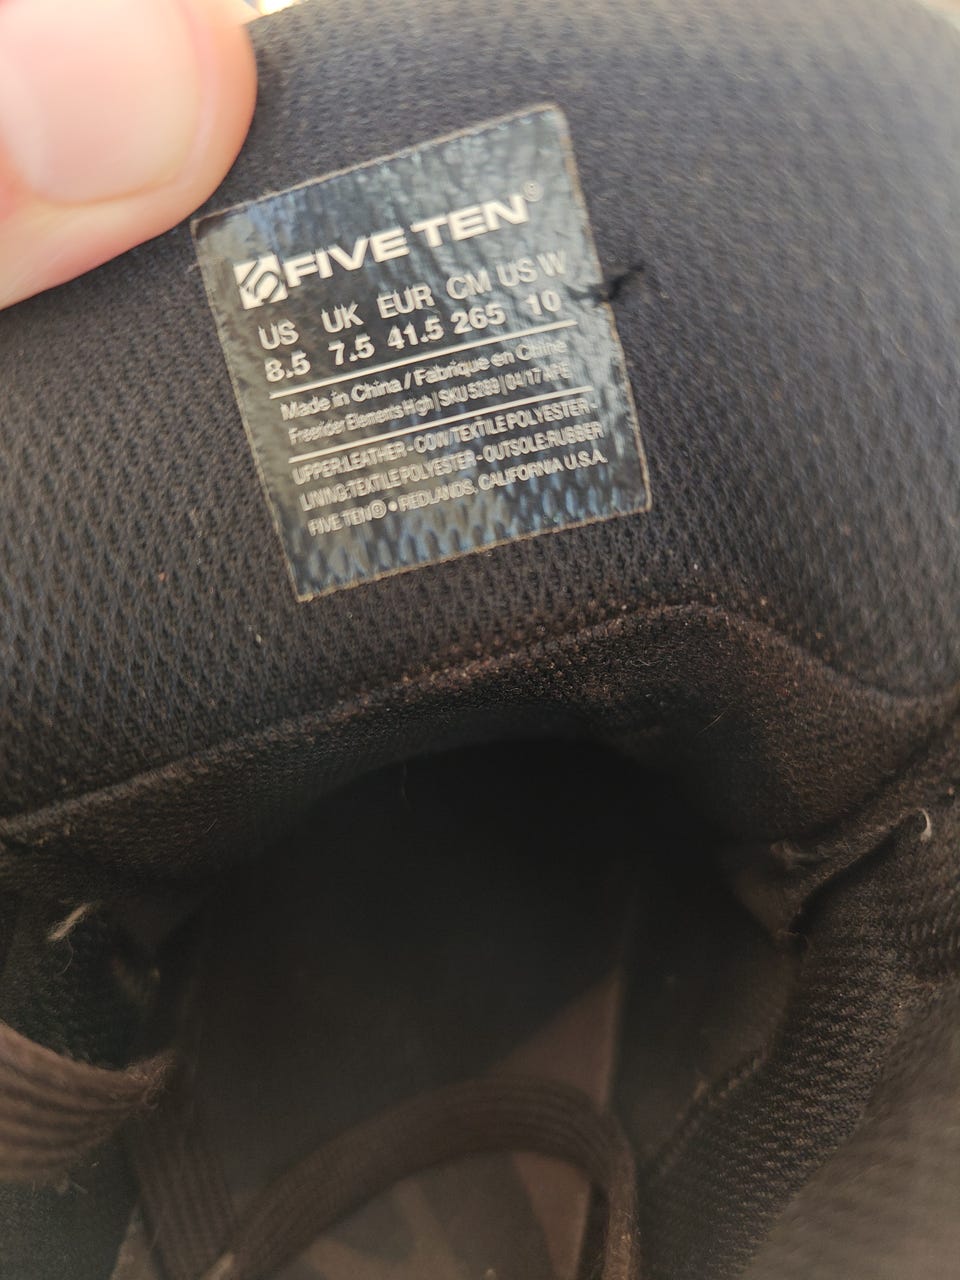 FIVE TEN®
US UK EUR CM US W
8.5 7.5 41.5 265 10
Made in China / Fabrique en Chine
Freerider Elements High | SKU 5289 | 04/17 APE
UPPER:LEATHER-COW/TEXTILE POLYESTER-
LINING:TEXTILE POLYESTER-OUTSOLE:RUBBER
FIVE TEN® • REDLANDS, CALIFORNIA U.S.A.